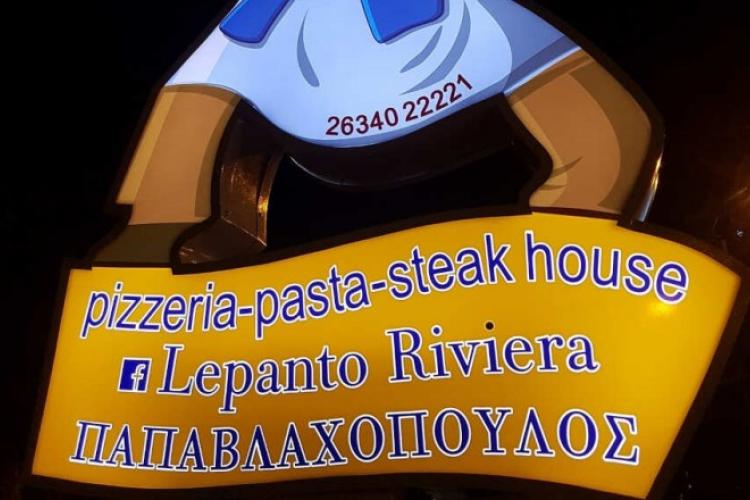 26340 22221
pizzeria-pasta-steak house
f Lepanto Riviera
ΠΑΠΑΒΛΑΧΟΠΟΥΛΟΣ